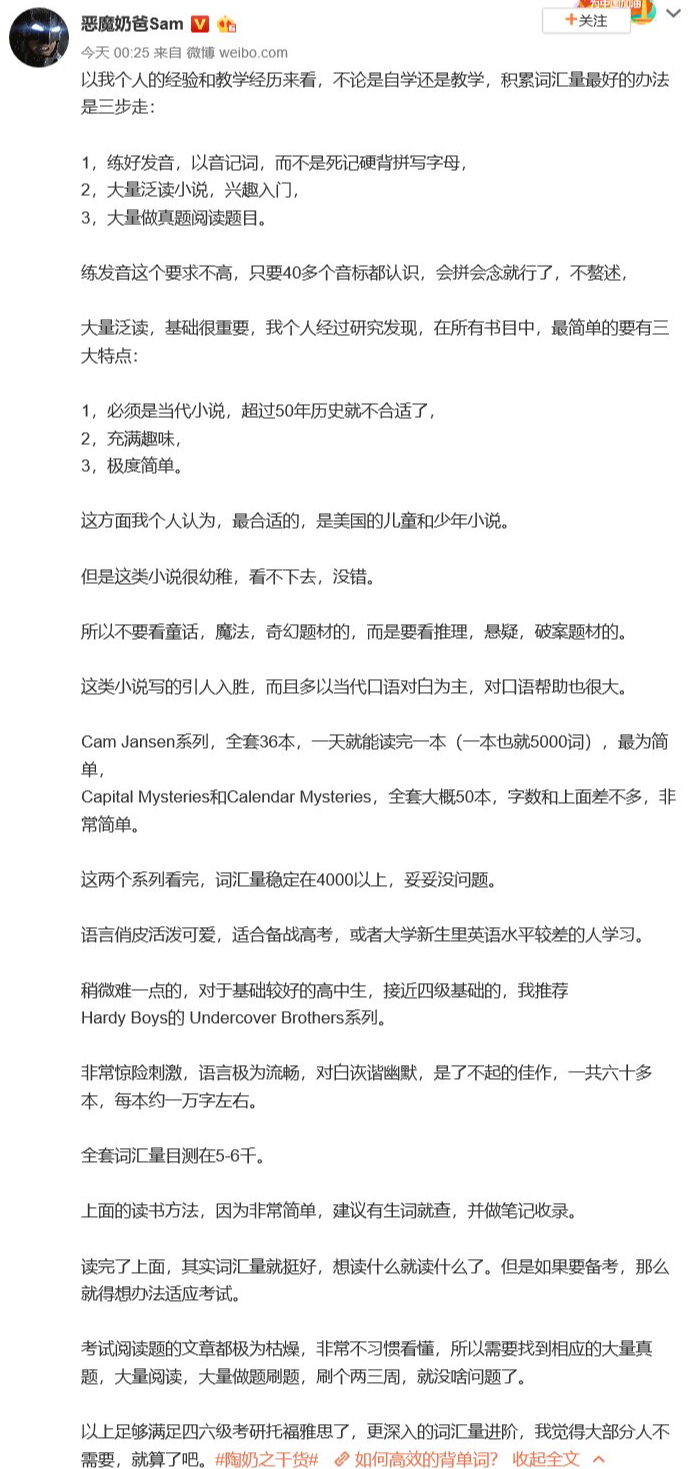 为中国加油
恶魔奶爸Sam
+关注
今天 00:25 来自 微博 weibo.com
以我个人的经验和教学经历来看，不论是自学还是教学，积累词汇量最好的办法
是三步走：
1，练好发音，以音记词，而不是死记硬背拼写字母，
2，大量泛读小说，兴趣入门，
3，大量做真题阅读题目。
练发音这个要求不高，只要40多个音标都认识，会拼会念就行了，不赘述，
大量泛读，基础很重要，我个人经过研究发现，在所有书目中，最简单的要有三
大特点：
1，必须是当代小说，超过50年历史就不合适了，
2，充满趣味，
3，极度简单。
这方面我个人认为，最合适的，是美国的儿童和少年小说。
但是这类小说很幼稚，看不下去，没错。
所以不要看童话，魔法，奇幻题材的，而是要看推理，悬疑，破案题材的。
这类小说写的引人入胜，而且多以当代口语对白为主，对口语帮助也很大。
Cam Jansen系列，全套36本，一天就能读完一本（一本也就5000词），最为简
单，
Capital Mysteries和Calendar Mysteries，全套大概50本，字数和上面差不多，非
常简单。
这两个系列看完，词汇量稳定在4000以上，妥妥没问题。
语言俏皮活泼可爱，适合备战高考，或者大学新生里英语水平较差的人学习。
稍微难一点的，对于基础较好的高中生，接近四级基础的，我推荐
Hardy Boys的 Undercover Brothers系列。
非常惊险刺激，语言极为流畅，对白诙谐幽默，是了不起的佳作，一共六十多
本，每本约一万字左右。
全套词汇量目测在5-6千。
上面的读书方法，因为非常简单，建议有生词就查，并做笔记收录。
读完了上面，其实词汇量就挺好，想读什么就读什么了。但是如果要备考，那么
就得想办法适应考试。
考试阅读题的文章都极为枯燥，非常不习惯看懂，所以需要找到相应的大量真
题，大量阅读，大量做题刷题，刷个两三周，就没啥问题了。
以上足够满足四六级考研托福雅思了，更深入的词汇量进阶，我觉得大部分人不
需要，就算了吧。#陶奶之干货# 如何高效的背单词？ 收起全文